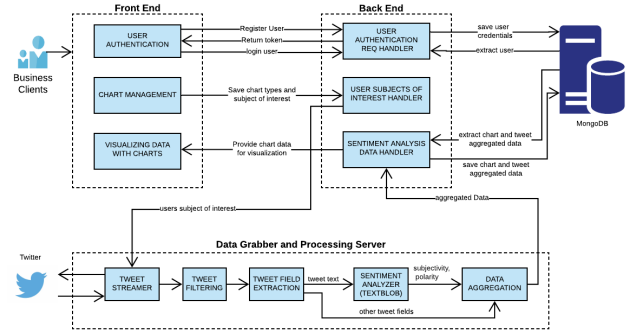 Front End
Back End
Business
Clients
USER
AUTHENTICATION
Register User
Return token
login user
USER
AUTHENTICATION
REQ HANDLER
save user
credentials
extract user
CHART MANAGEMENT
Save chart types and
subject of interest
USER SUBJECTS OF
INTEREST HANDLER
MongoDB
VISUALIZING DATA
WITH CHARTS
Provide chart data
for visualization
SENTIMENT ANALYSIS
DATA HANDLER
extract chart and tweet
aggregated data
save chart and tweet
aggregated data
users subject of interest
aggregated Data
Data Grabber and Processing Server
Twitter
TWEET
STREAMER
TWEET
FILTERING
TWEET FIELD
EXTRACTION
tweet text
SENTIMENT
ANALYZER
(TEXTBLOB)
subjectivity,
polarity
DATA
AGGREGATION
other tweet fields